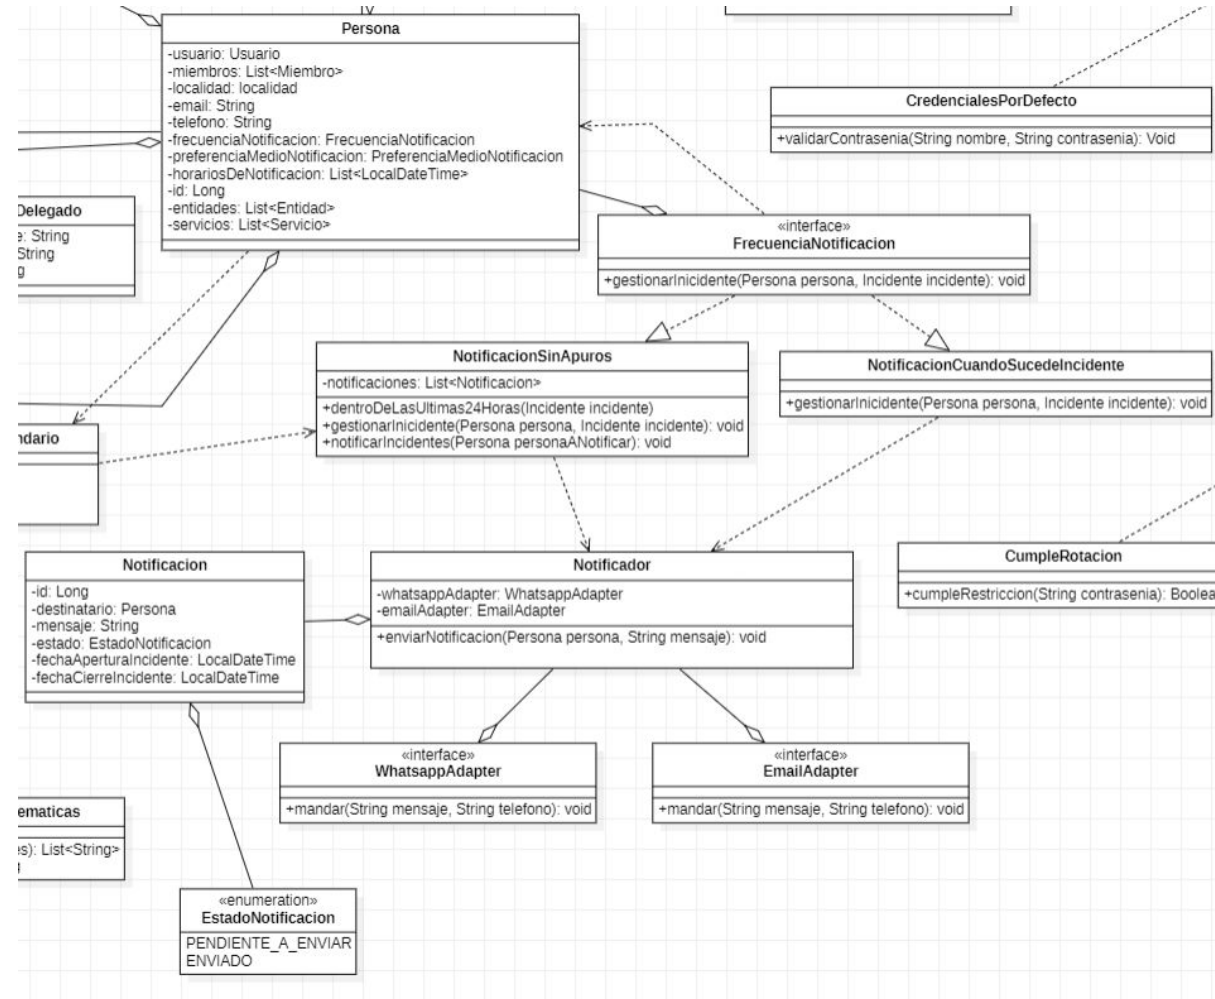 Persona
-usuario: Usuario
-miembros: List<Miembro>
-localidad: localidad
-email: String
-telefono: String
-frecuenciaNotificacion: FrecuenciaNotificacion
-preferenciaMedioNotificacion: PreferenciaMedioNotificacion
-horariosDeNotificacion: List<LocalDateTime>
-id: Long
-entidades: List<Entidad>
-servicios: List<Servicio>
CredencialesPorDefecto
+validarContrasenia(String nombre, String contrasenia): Void
Delegado
e: String
String
g
«interface»
FrecuenciaNotificacion
+gestionarInicidente(Persona persona, Incidente incidente): void
NotificacionSinApuros
-notificaciones: List<Notificacion>
+dentroDeLasUltimas24Horas(Incidente incidente)
+gestionarInicidente(Persona persona, Incidente incidente): void
+notificarIncidentes(Persona personaANotificar): void
NotificacionCuandoSucedeIncidente
+gestionarInicidente(Persona persona, Incidente incidente): void
ndario
Notificacion
-id: Long
-destinatario: Persona
-mensaje: String
-estado: EstadoNotificacion
-fechaAperturaIncidente: LocalDateTime
-fechaCierreIncidente: LocalDateTime
Notificador
-whatsappAdapter: WhatsappAdapter
-emailAdapter: EmailAdapter
+enviarNotificacion(Persona persona, String mensaje): void
CumpleRotacion
+cumpleRestriccion(String contrasenia): Boolea
«interface»
WhatsappAdapter
+mandar(String mensaje, String telefono): void
«interface»
EmailAdapter
+mandar(String mensaje, String telefono): void
ematicas
es): List<String>
«enumeration»
EstadoNotificacion
PENDIENTE_A_ENVIAR
ENVIADO